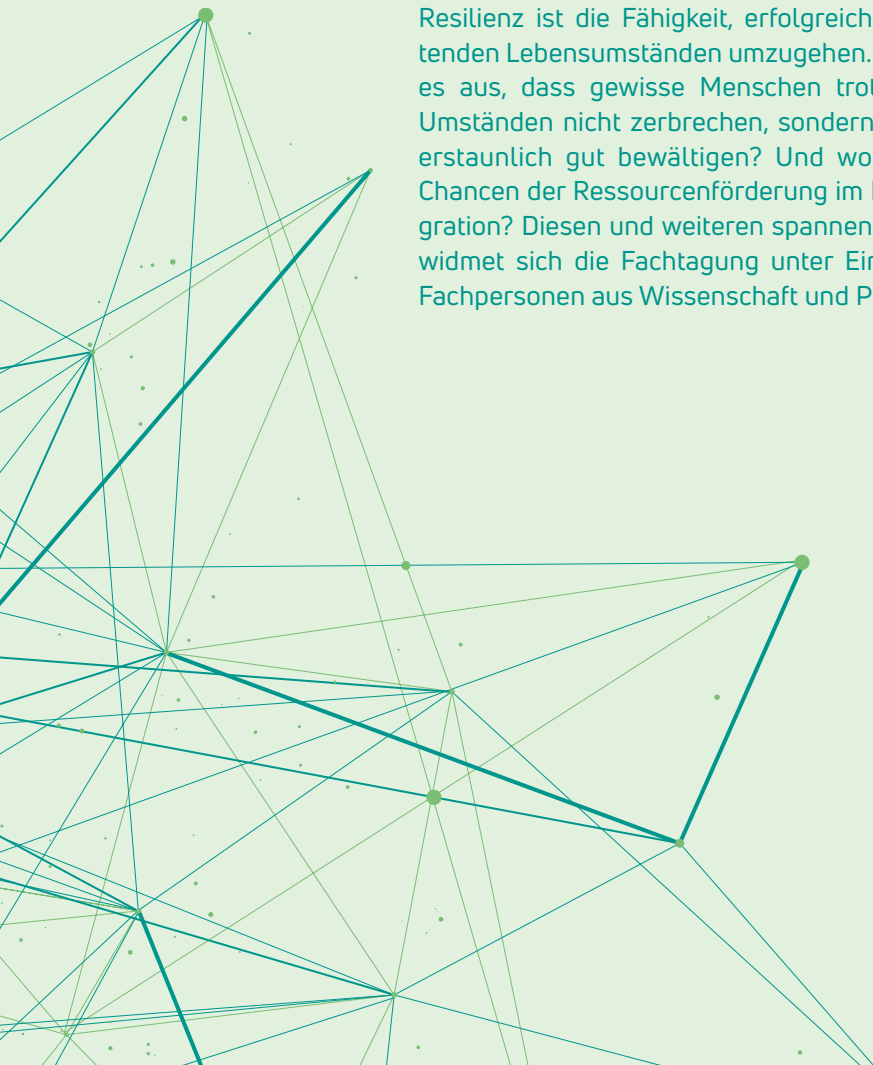 Resilienz ist die Fähigkeit, erfolgreich
tenden Lebensumständen umzugehen.
es aus, dass gewisse Menschen trot
Umständen nicht zerbrechen, sondern
erstaunlich gut bewältigen? Und wo
Chancen der Ressourcenförderung im
gration? Diesen und weiteren spannen
widmet sich die Fachtagung unter Ein
Fachpersonen aus Wissenschaft und P